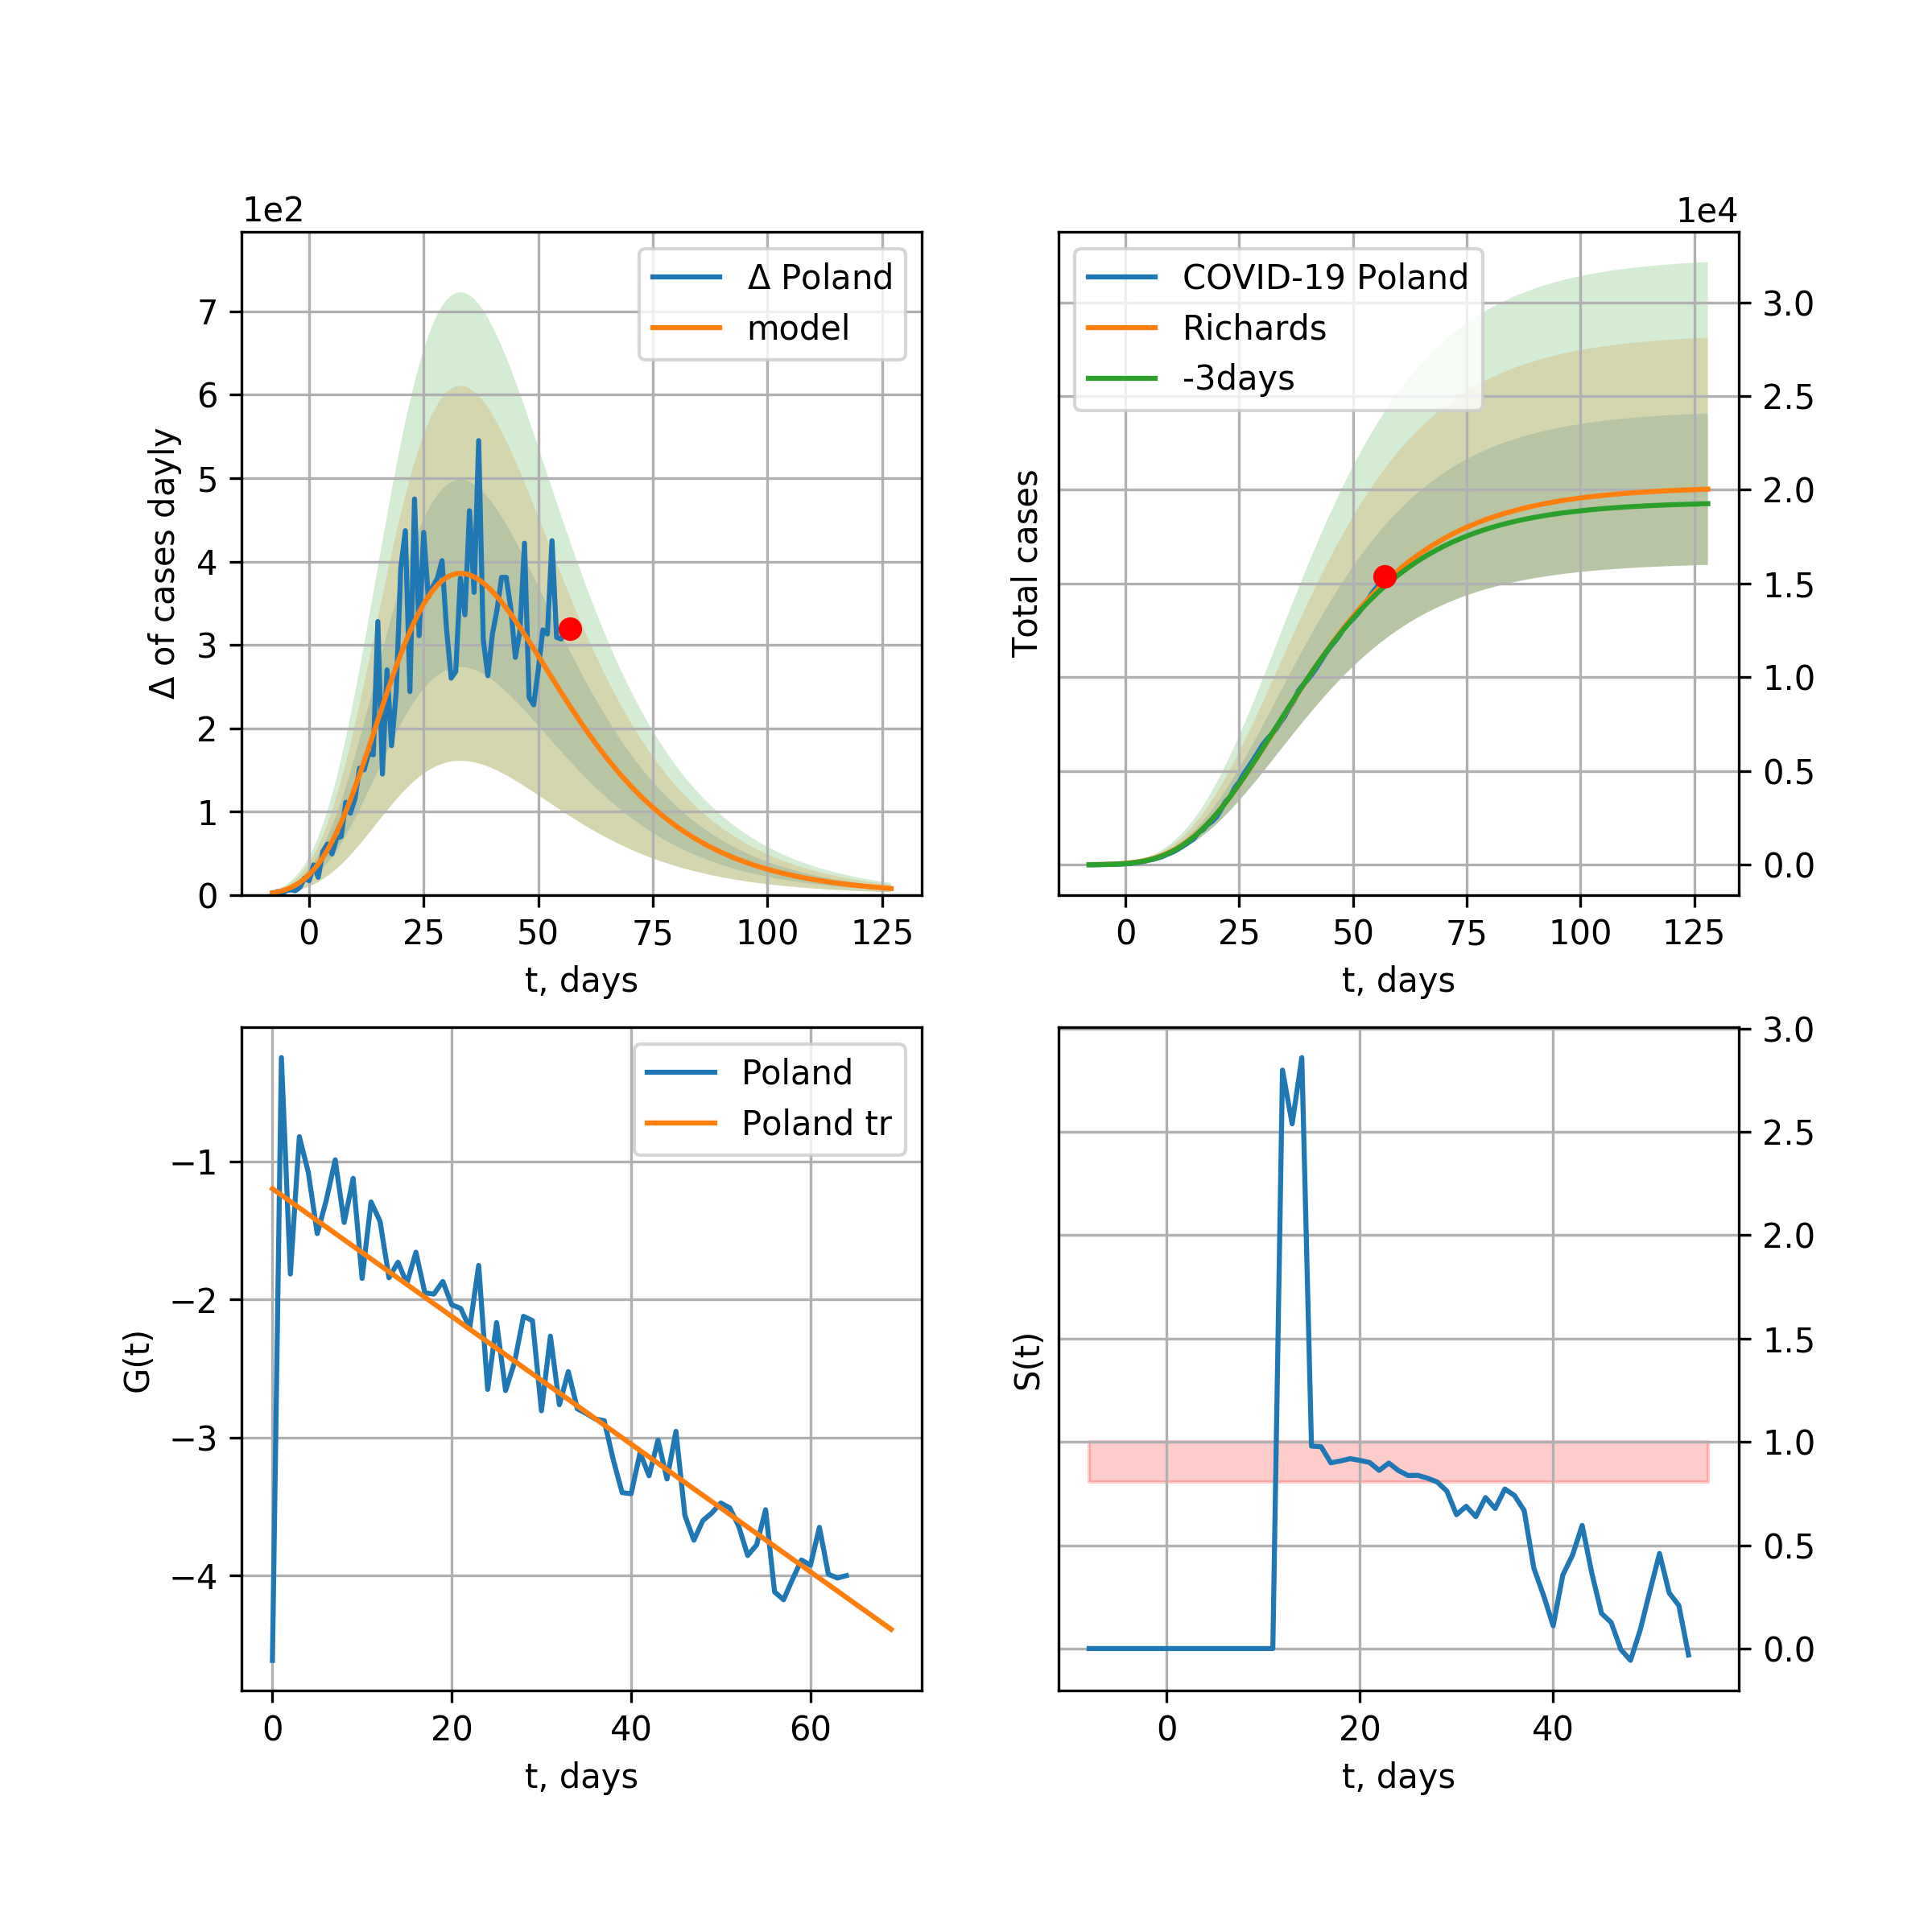 1e2
Δ of cases dayly
7
6
5
4
3
2
1
0
Δ Poland
model
0 25 50 75 100 125
t, days
1e4
Total cases
COVID-19 Poland
Richards
-3days
3.0
2.5
2.0
1.5
1.0
0.5
0.0
0 25 50 75 100 125
t, days
G(t)
−1
−2
−3
−4
Poland
Poland tr
0 20 40 60
t, days
S(t)
3.0
2.5
2.0
1.5
1.0
0.5
0.0
0 20 40
t, days